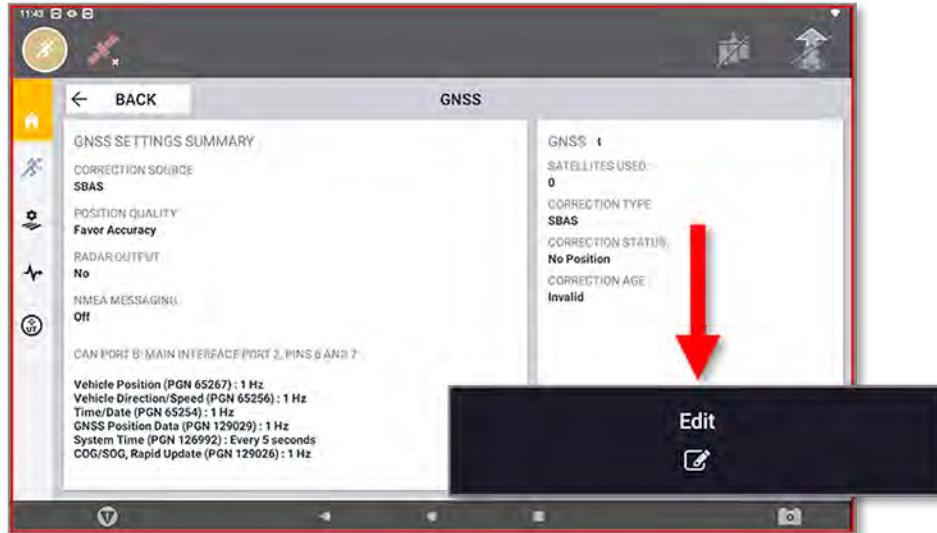 11:43
BACK
GNSS
GNSS SETTINGS SUMMARY
CORRECTION SOURCE
SBAS
POSITION QUALITY
Favor Accuracy
RADAR OUTPUT
No
NMEA MESSAGING
Off
CAN PORT B: MAIN INTERFACE PORT 2, PINS 6 AND 7
Vehicle Position (PGN 65267) : 1 Hz
Vehicle Direction/Speed (PGN 65256) : 1 Hz
Time/Date (PGN 65254) : 1 Hz
GNSS Position Data (PGN 129029) : 1 Hz
System Time (PGN 126992) : Every 5 seconds
COG/SOG, Rapid Update (PGN 129026) : 1 Hz
GNSS
SATELLITES USED:
0
CORRECTION TYPE
SBAS
CORRECTION STATUS:
No Position
CORRECTION AGE
Invalid
Edit
UT